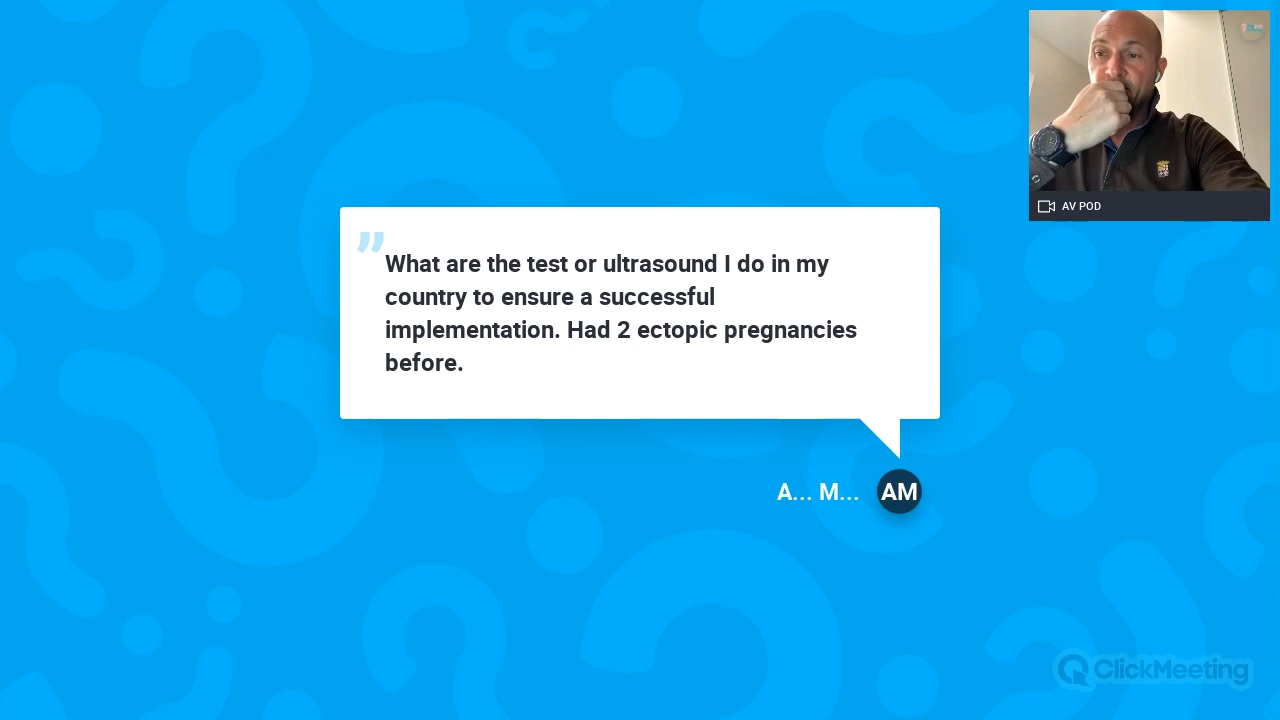 AV POD
"
What are the test or ultrasound I do in my
country to ensure a successful
implementation. Had 2 ectopic pregnancies
before.
A... M... AM
ClickMeeting